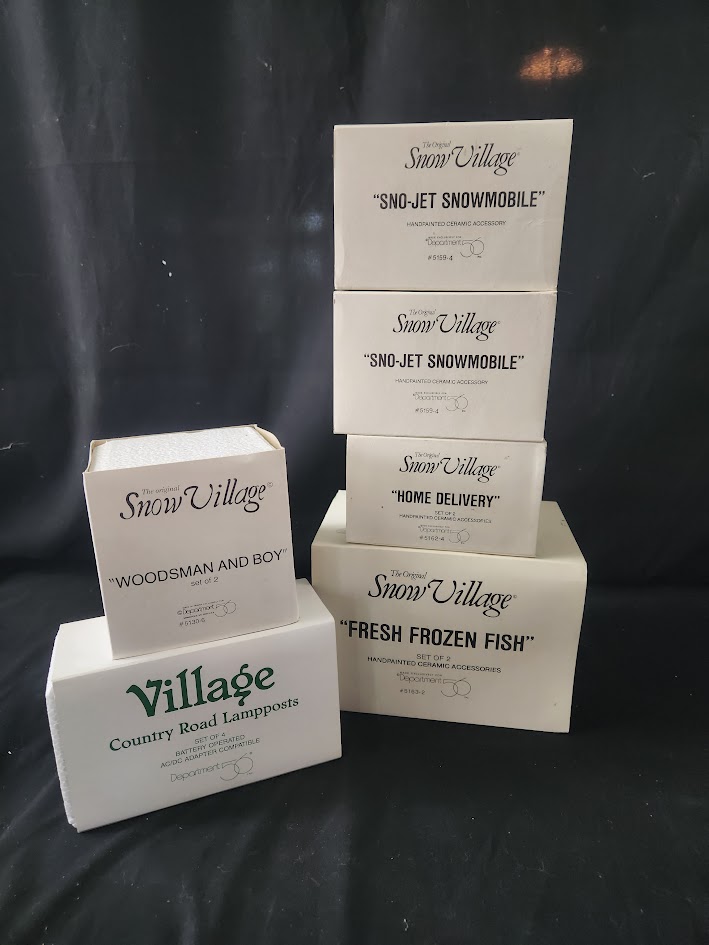 The Original
Snow Village®
"SNO-JET SNOWMOBILE"
HANDPAINTED CERAMIC ACCESSORY
Department 56
#5159-4
The Original
Snow Village®
"SNO-JET SNOWMOBILE"
HANDPAINTED CERAMIC ACCESSORY
Department 56
#5159-4
The Original
Snow Village®
"HOME DELIVERY"
SET OF 2
HANDPAINTED CERAMIC ACCESSORIES
Department 56
#5162-4
The Original
Snow Village®
"FRESH FROZEN FISH"
SET OF 2
HANDPAINTED CERAMIC ACCESSORIES
Department 56
#5163-2
The original
Snow Village©
"WOODSMAN AND BOY"
set of 2
© Department 56
Village
Country Road Lampposts
SET OF 4
BATTERY OPERATED
AC/DC ADAPTER COMPATIBLE
Department 56